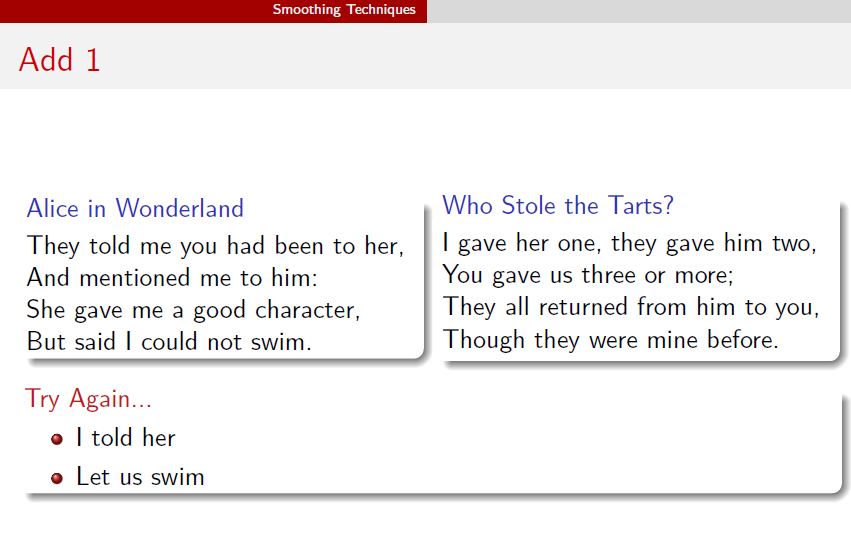 Smoothing Techniques
Add 1
Alice in Wonderland
They told me you had been to her,
And mentioned me to him:
She gave me a good character,
But said I could not swim.
Who Stole the Tarts?
I gave her one, they gave him two,
You gave us three or more;
They all returned from him to you,
Though they were mine before.
Try Again...
I told her
Let us swim